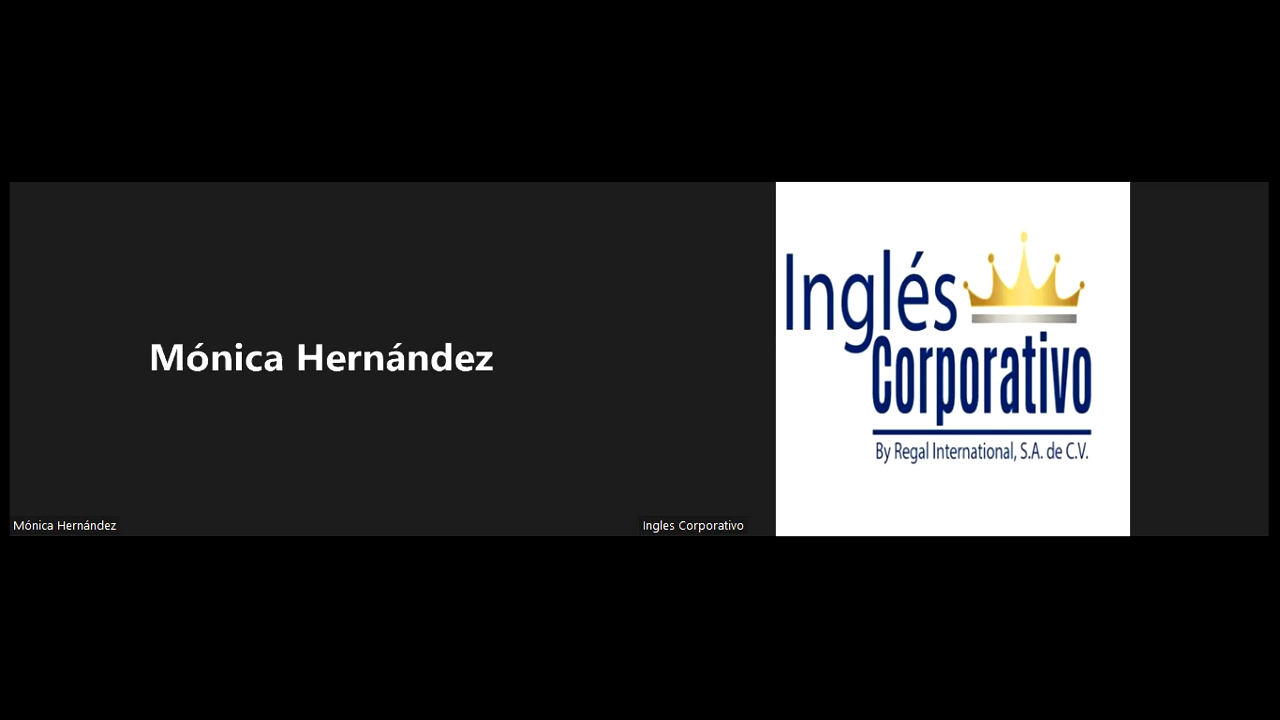 Mónica Hernández
Mónica Hernández
Ingles Corporativo
Inglés
Corporativo
By Regal International, S.A. de C.V.